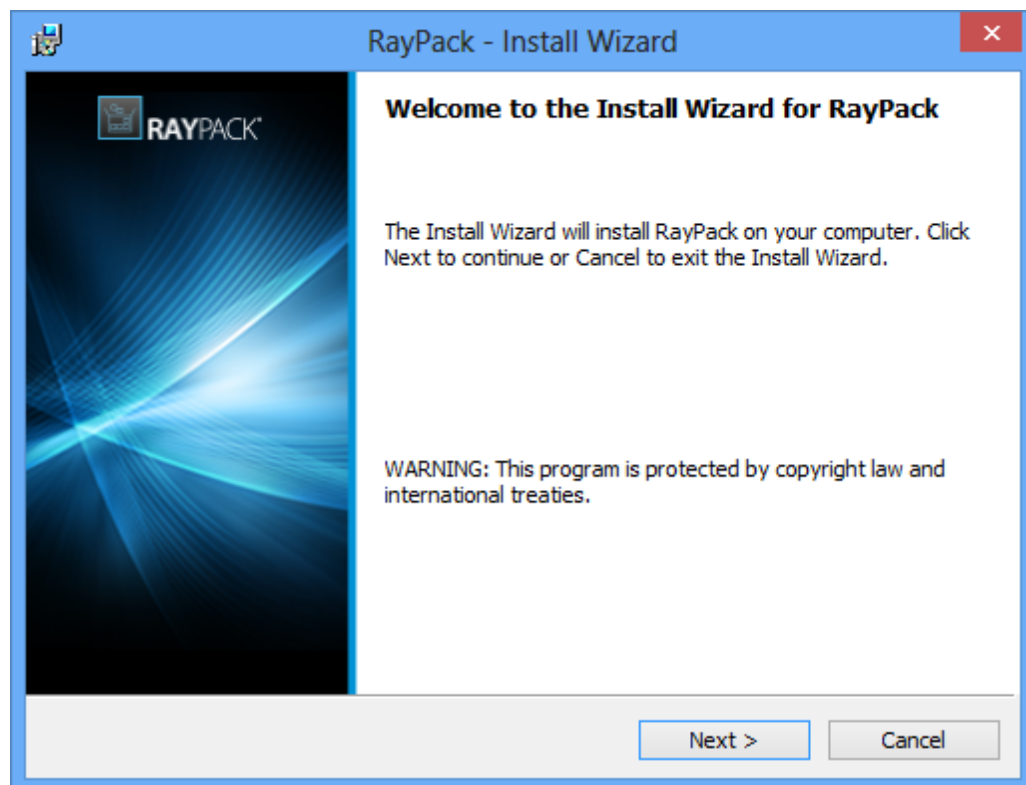 RayPack - Install Wizard
RAYPACK
Welcome to the Install Wizard for RayPack
The Install Wizard will install RayPack on your computer. Click
Next to continue or Cancel to exit the Install Wizard.
WARNING: This program is protected by copyright law and
international treaties.
Next >
Cancel